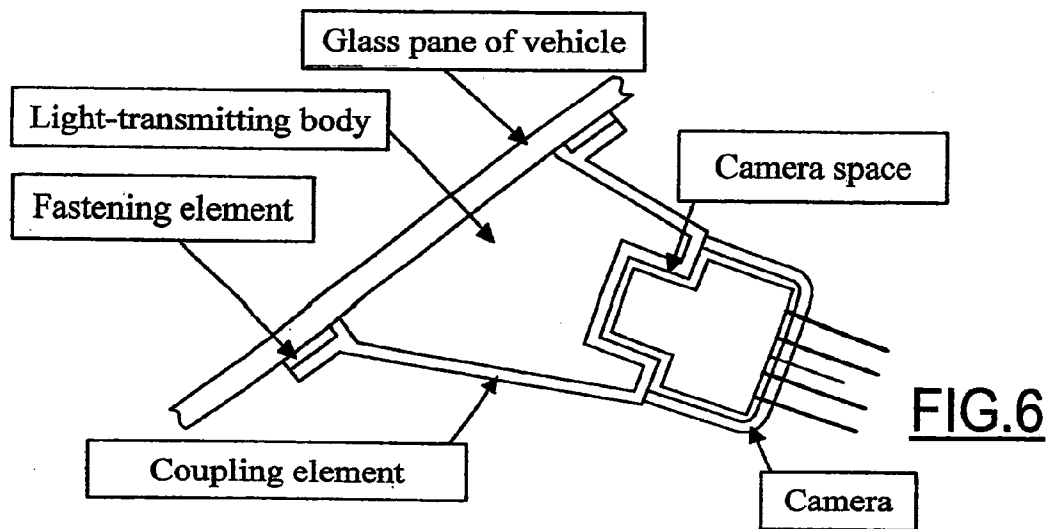 Glass pane of vehicle
Light-transmitting body
Camera space
Fastening element
FIG.6
Coupling element
Camera